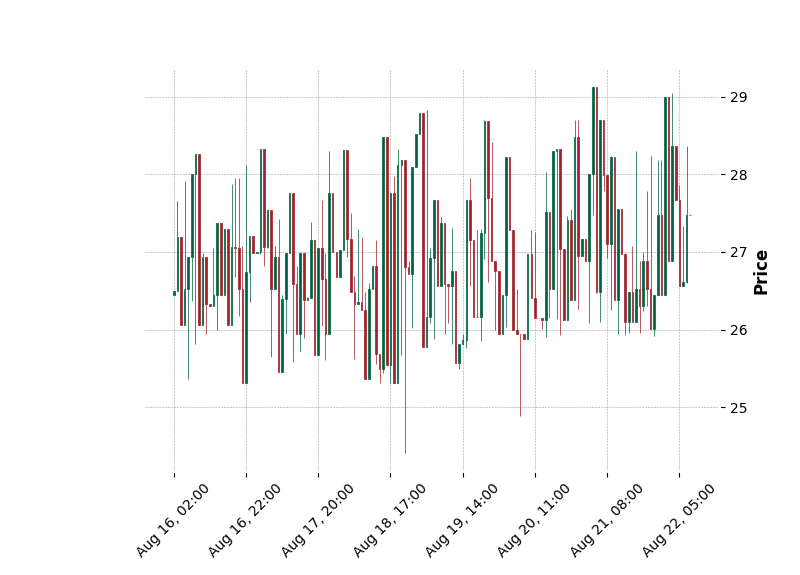 29
28
27
26
25
Price
Aug 16, 02:00
Aug 16, 22:00
Aug 17, 20:00
Aug 18, 17:00
Aug 19, 14:00
Aug 20, 11:00
Aug 21, 08:00
Aug 22, 05:00